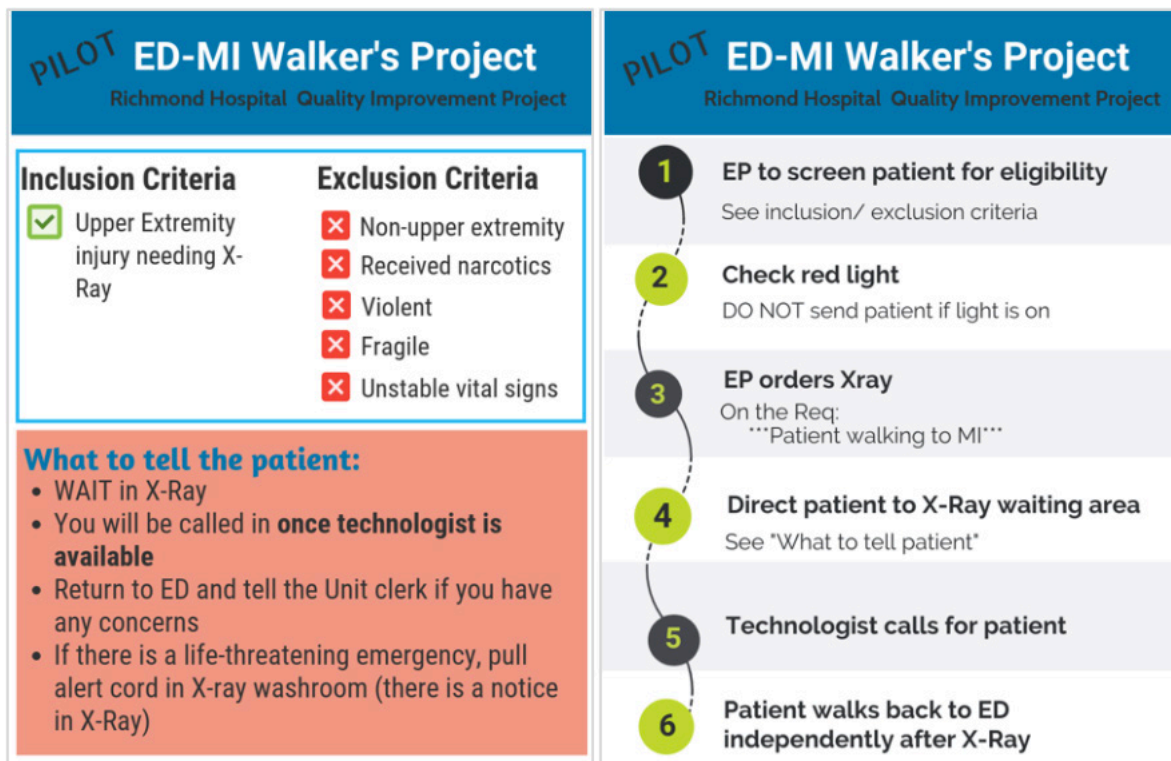 PILOT
ED-MI Walker's Project
Richmond Hospital Quality Improvement Project
Inclusion Criteria
Upper Extremity
injury needing X-
Ray
Exclusion Criteria
Non-upper extremity
Received narcotics
Violent
Fragile
Unstable vital signs
What to tell the patient:
• WAIT in X-Ray
• You will be called in once technologist is
available
• Return to ED and tell the Unit clerk if you have
any concerns
• If there is a life-threatening emergency, pull
alert cord in X-ray washroom (there is a notice
in X-Ray)
PILOT
ED-MI Walker's Project
Richmond Hospital Quality Improvement Project
1
EP to screen patient for eligibility
See inclusion/ exclusion criteria
2
Check red light
DO NOT send patient if light is on
3
EP orders Xray
On the Req:
***Patient walking to MI***
4
Direct patient to X-Ray waiting area
See "What to tell patient"
5
Technologist calls for patient
6
Patient walks back to ED
independently after X-Ray